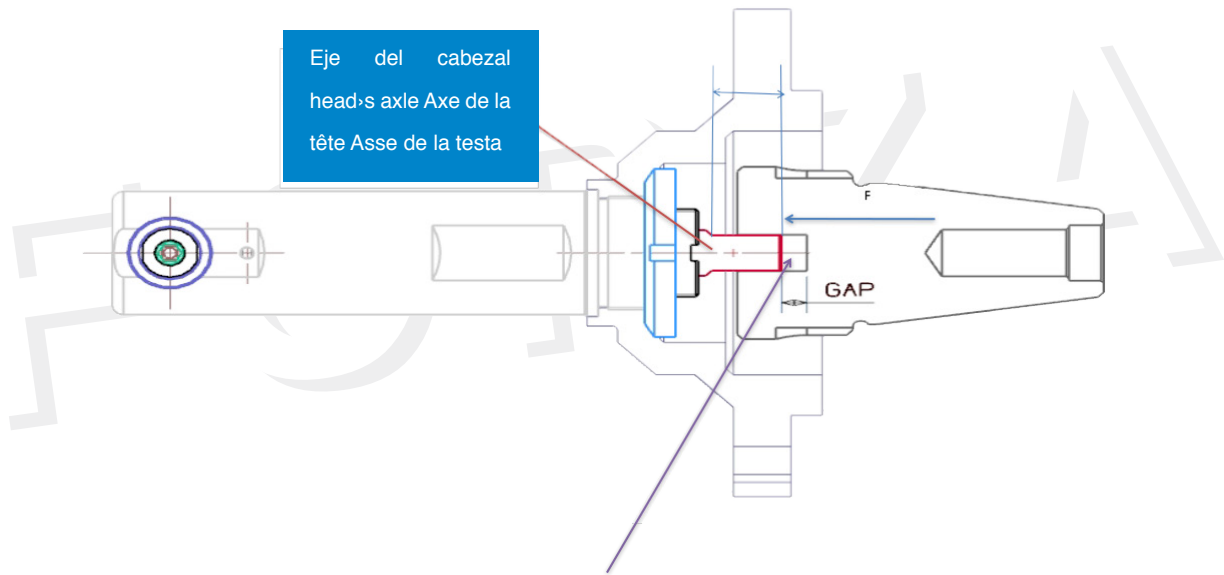 Eje del cabezal
head›s axle Axe de la
tête Asse de la testa
F
GAP